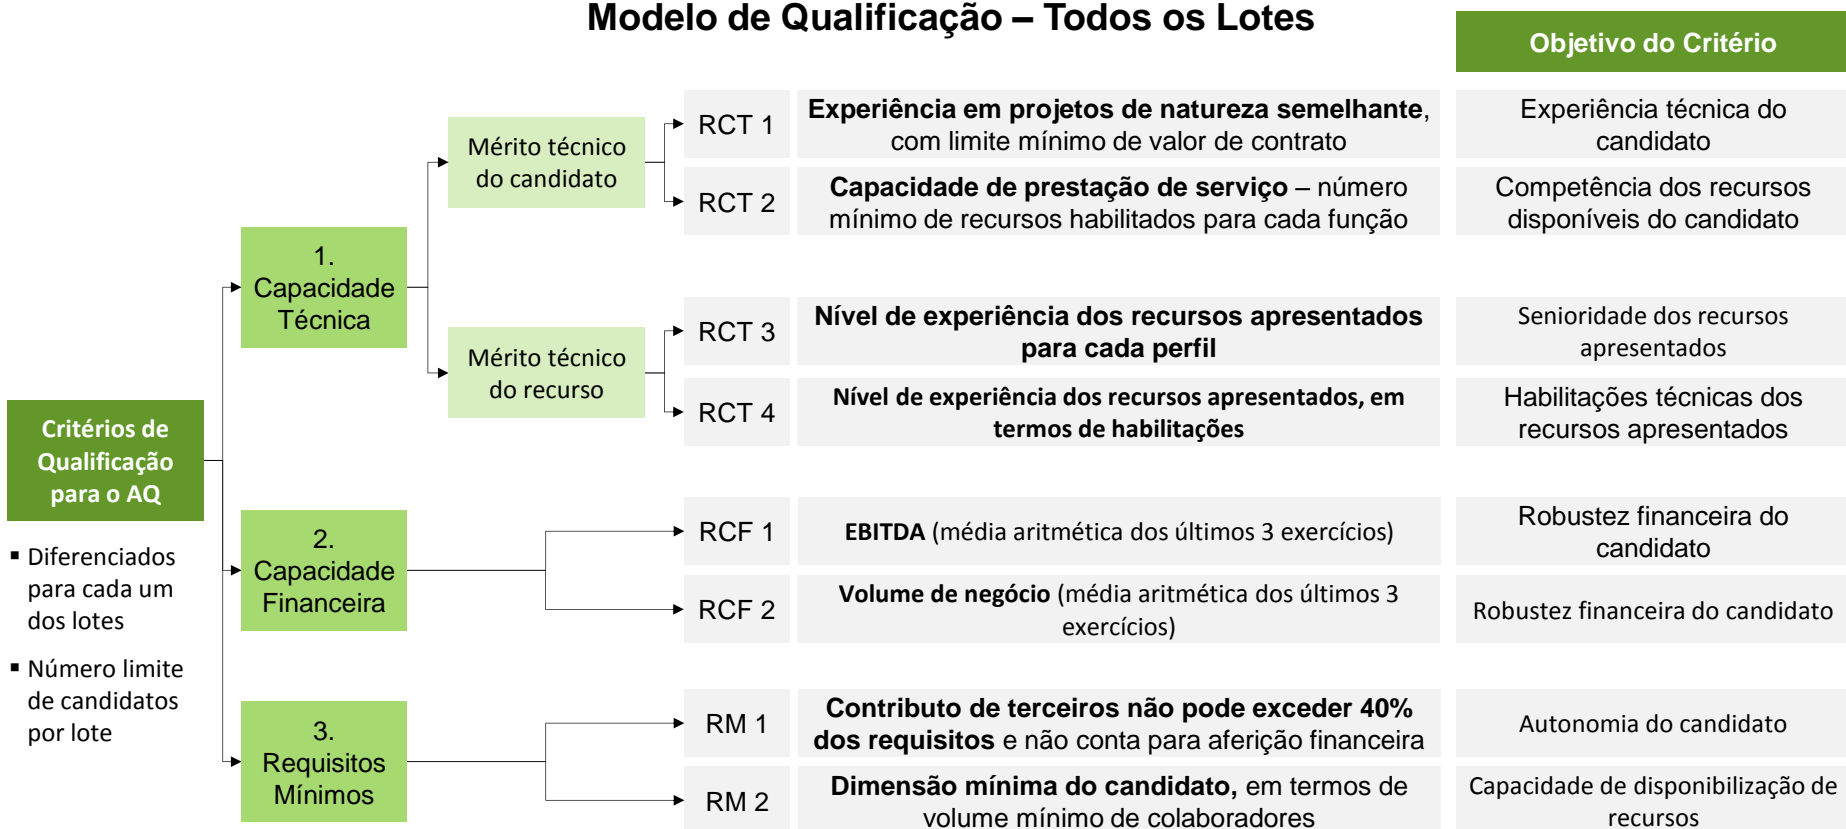 Modelo de Qualificação – Todos os Lotes
Objetivo do Critério
Critérios de
Qualificação
para o AQ
▪ Diferenciados
para cada um
dos lotes
▪ Número limite
de candidatos
por lote
1.
Capacidade
Técnica
Mérito técnico
do candidato
RCT 1
Experiência em projetos de natureza semelhante,
com limite mínimo de valor de contrato
Experiência técnica do
candidato
RCT 2
Capacidade de prestação de serviço – número
mínimo de recursos habilitados para cada função
Competência dos recursos
disponíveis do candidato
Mérito técnico
do recurso
RCT 3
Nível de experiência dos recursos apresentados
para cada perfil
Senioridade dos recursos
apresentados
RCT 4
Nível de experiência dos recursos apresentados, em
termos de habilitações
Habilitações técnicas dos
recursos apresentados
2.
Capacidade
Financeira
RCF 1
EBITDA (média aritmética dos últimos 3 exercícios)
Robustez financeira do
candidato
RCF 2
Volume de negócio (média aritmética dos últimos 3
exercícios)
Robustez financeira do candidato
3.
Requisitos
Mínimos
RM 1
Contributo de terceiros não pode exceder 40%
dos requisitos e não conta para aferição financeira
Autonomia do candidato
RM 2
Dimensão mínima do candidato, em termos de
volume mínimo de colaboradores
Capacidade de disponibilização de
recursos